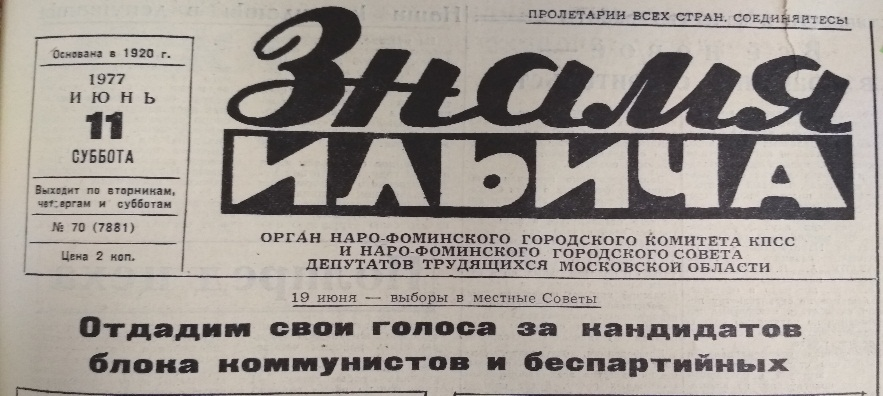 ПРОЛЕТАРИИ ВСЕХ СТРАН, СОЕДИНЯЙТЕСЬ!
Основана в 1920 г.
1977
ИЮНЬ
11
СУББОТА
Выходит по вторникам,
четвергам и субботам
№ 70 (7881)
Цена 2 коп.
Знамя
ИЛЬИЧА
ОРГАН НАРО-ФОМИНСКОГО ГОРОДСКОГО КОМИТЕТА КПСС
И НАРО-ФОМИНСКОГО ГОРОДСКОГО СОВЕТА
ДЕПУТАТОВ ТРУДЯЩИХСЯ МОСКОВСКОЙ ОБЛАСТИ
19 июня — выборы в местные Советы
Отдадим свои голоса за кандидатов
блока коммунистов и беспартийных